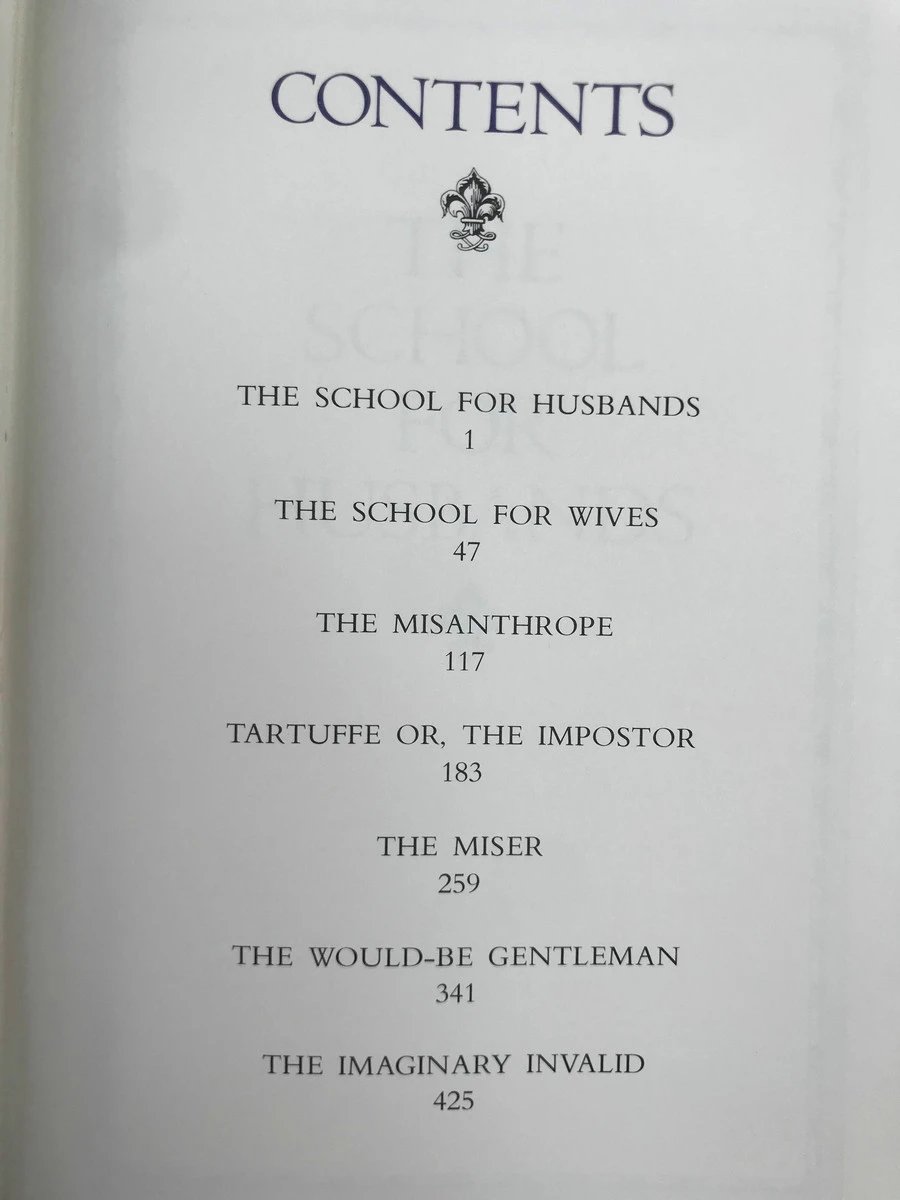 CONTENTS
THE SCHOOL FOR HUSBANDS
1
THE SCHOOL FOR WIVES
47
THE MISANTHROPE
117
TARTUFFE OR, THE IMPOSTOR
183
THE MISER
259
THE WOULD-BE GENTLEMAN
341
THE IMAGINARY INVALID
425